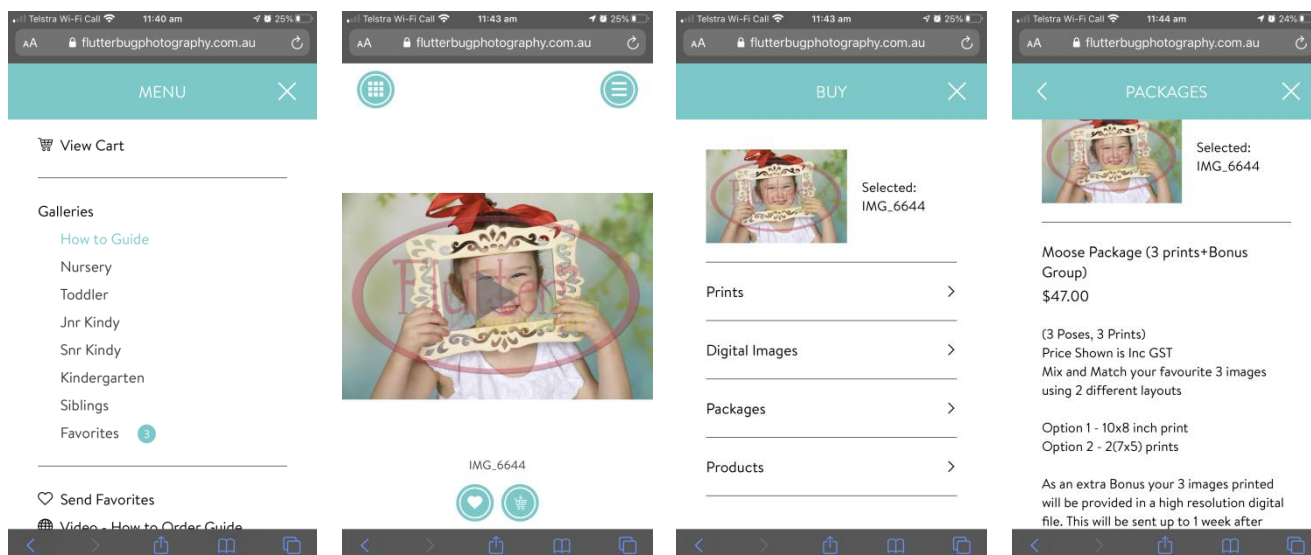 Telstra Wi-Fi Call 11:40 am 25%
AA flutterbugphotography.com.au
MENU
View Cart
Galleries
How to Guide
Nursery
Toddler
Jnr Kindy
Snr Kindy
Kindergarten
Siblings
Favorites 3
Send Favorites
Video - How to Order Guide
Telstra Wi-Fi Call 11:43 am 25%
AA flutterbugphotography.com.au
Flutter
IMG_6644
Telstra Wi-Fi Call 11:43 am 25%
AA flutterbugphotography.com.au
BUY
Selected:
IMG_6644
Prints
Digital Images
Packages
Products
Telstra Wi-Fi Call 11:44 am 24%
AA flutterbugphotography.com.au
PACKAGES
Selected:
IMG_6644
Moose Package (3 prints+Bonus
Group)
$47.00
(3 Poses, 3 Prints)
Price Shown is Inc GST
Mix and Match your favourite 3 images
using 2 different layouts
Option 1 - 10x8 inch print
Option 2 - 2(7x5) prints
As an extra Bonus your 3 images printed
will be provided in a high resolution digital
file. This will be sent up to 1 week after